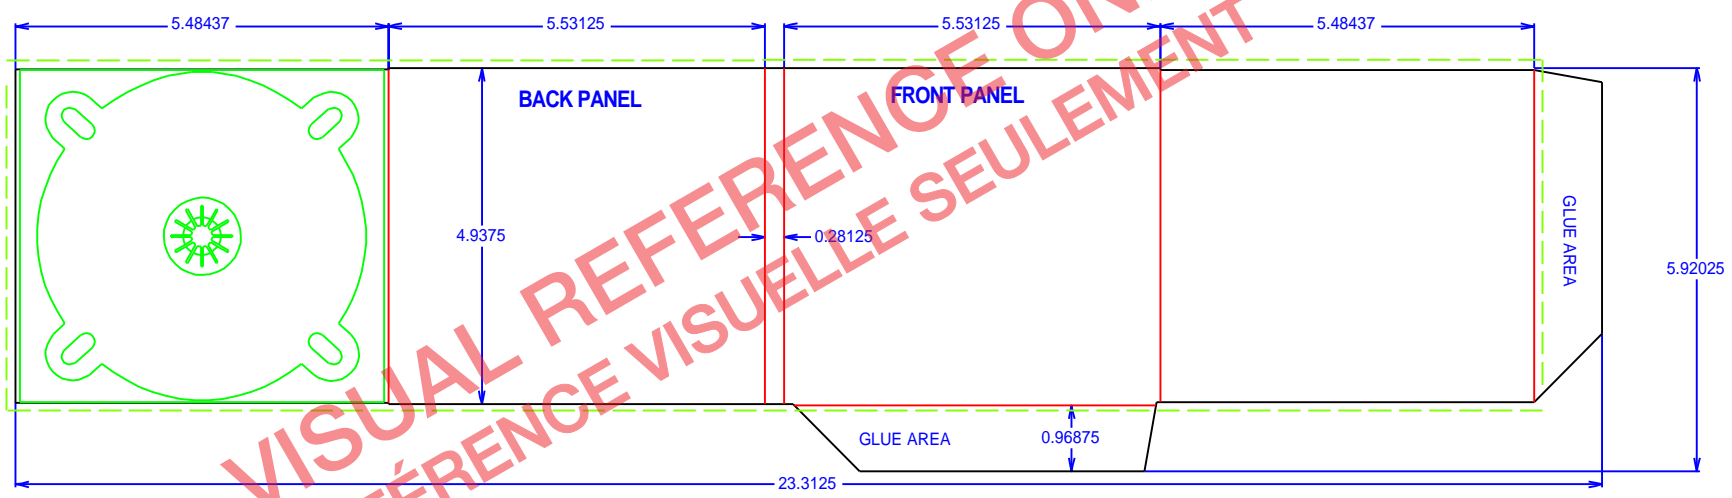 5.48437
5.53125
5.53125
5.48437
BACK PANEL
FRONT PANEL
4.9375
0.28125
GLUE AREA
5.92025
GLUE AREA
0.96875
23.3125
VISUAL REFERENCE ON
ÉRENCE VISUELLE SEULEMENT